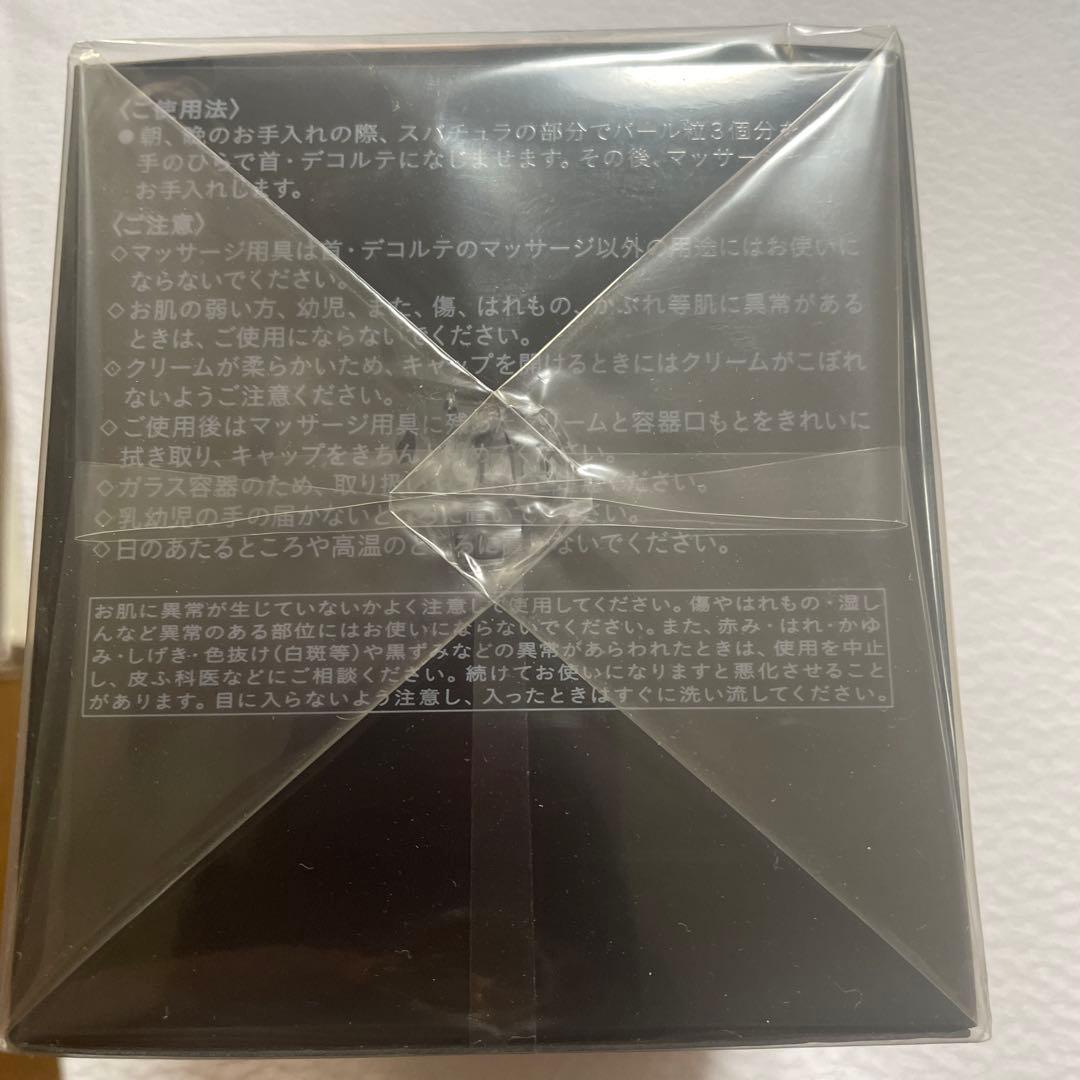 〈ご使用法〉
●朝、晩のお手入れの際、スパチュラの部分でパール粒3個分を
手のひらで首・デコルテになじませます。その後、マッサー
お手入れします。
〈ご注意〉
◇マッサージ用具は首・デコルテのマッサージ以外の用途にはお使いに
ならないでください。
◇お肌の弱い方、幼児、また、傷、はれもの、かぶれ等肌に異常がある
ときは、ご使用にならないでください。
◇クリームが柔らかいため、キャップを開けるときにはクリームがこぼれ
ないようご注意ください。
◇ご使用後はマッサージ用具に残 ームと容器口もとをきれいに
拭き取り、キャップをきちん ください。
◇ガラス容器のため、取り扱 ください。
◇乳幼児の手の届かないと ください。
◇日のあたるところや高温の ないでください。
お肌に異常が生じていないかよく注意して使用してください。傷やはれもの・湿し
んなど異常のある部位にはお使いにならないでください。また、赤み・はれ・かゆ
み・しげき・色抜け(白斑等)や黒ずみなどの異常があらわれたときは、使用を中止
し、皮ふ科医などにご相談ください。続けてお使いになりますと悪化させること
があります。目に入らないよう注意し、入ったときはすぐに洗い流してください。